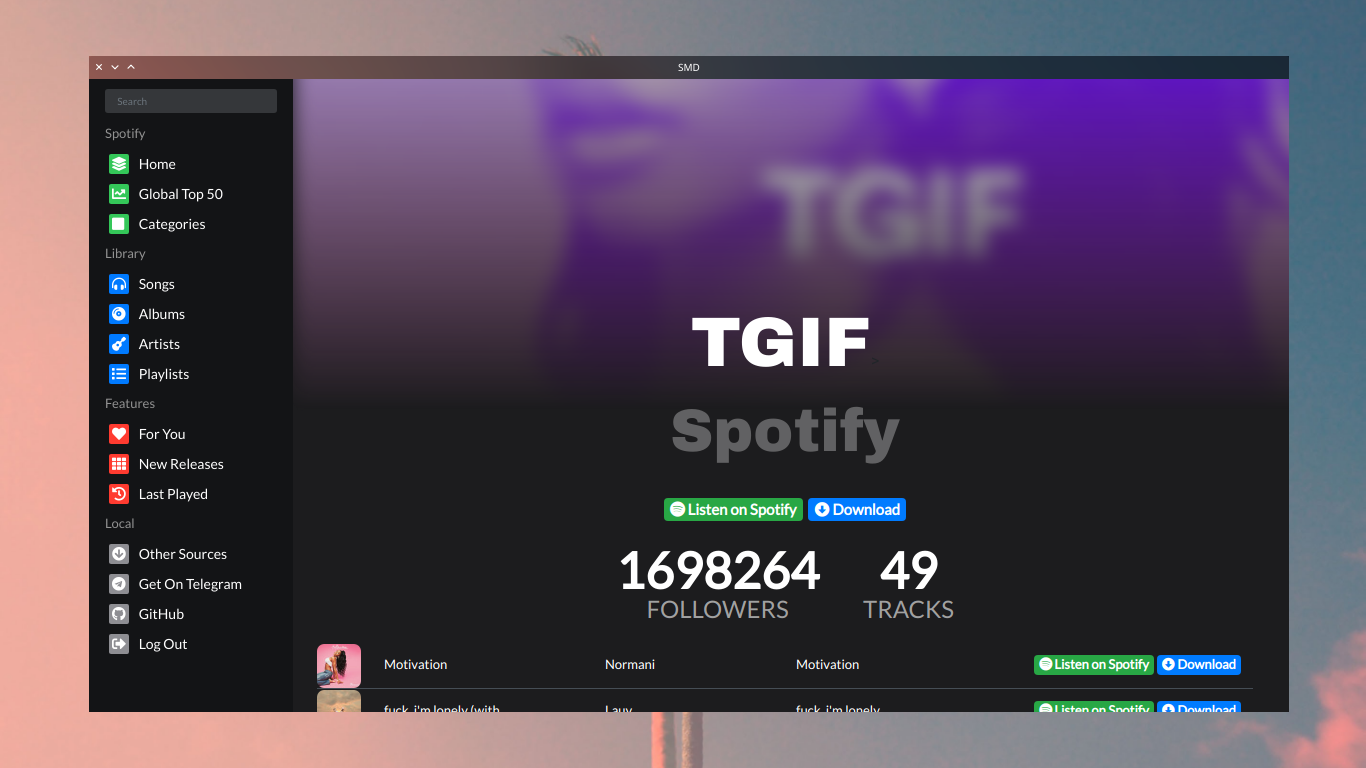 SMD
Search
Spotify
Home
Global Top 50
Categories
Library
Songs
Albums
Artists
Playlists
Features
For You
New Releases
Last Played
Local
Other Sources
Get On Telegram
GitHub
Log Out
TGIF
TGIF
Spotify
Listen on Spotify Download
1698264 49
FOLLOWERS TRACKS
Motivation Normani Motivation Listen on Spotify Download
fuck, i'm lonely (with Lauv fuck, i'm lonely Listen on Spotify Download